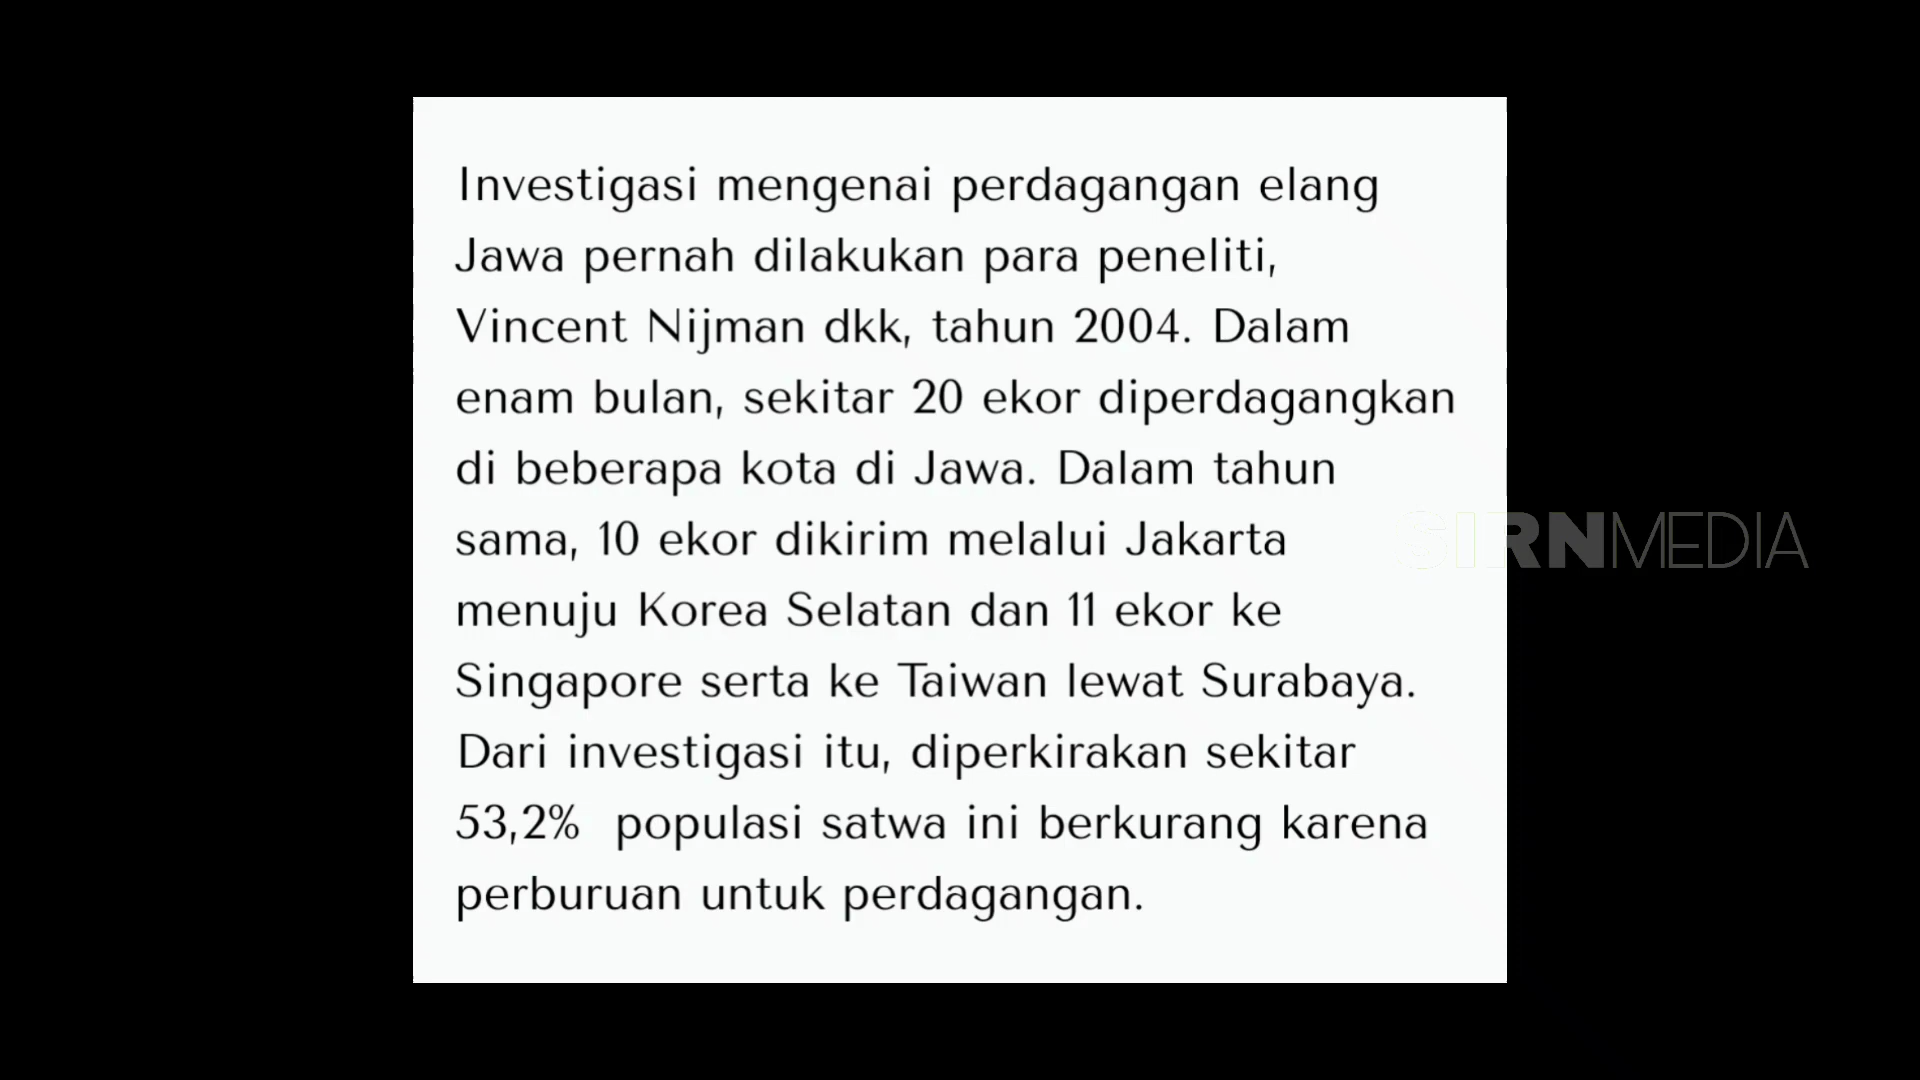 Investigasi mengenai perdagangan elang
Jawa pernah dilakukan para peneliti,
Vincent Nijman dkk, tahun 2004. Dalam
enam bulan, sekitar 20 ekor diperdagangkan
di beberapa kota di Jawa. Dalam tahun
sama, 10 ekor dikirim melalui Jakarta
menuju Korea Selatan dan 11 ekor ke
Singapore serta ke Taiwan lewat Surabaya.
Dari investigasi itu, diperkirakan sekitar
53,2%  populasi satwa ini berkurang karena
perburuan untuk perdagangan.
SIRNMEDIA